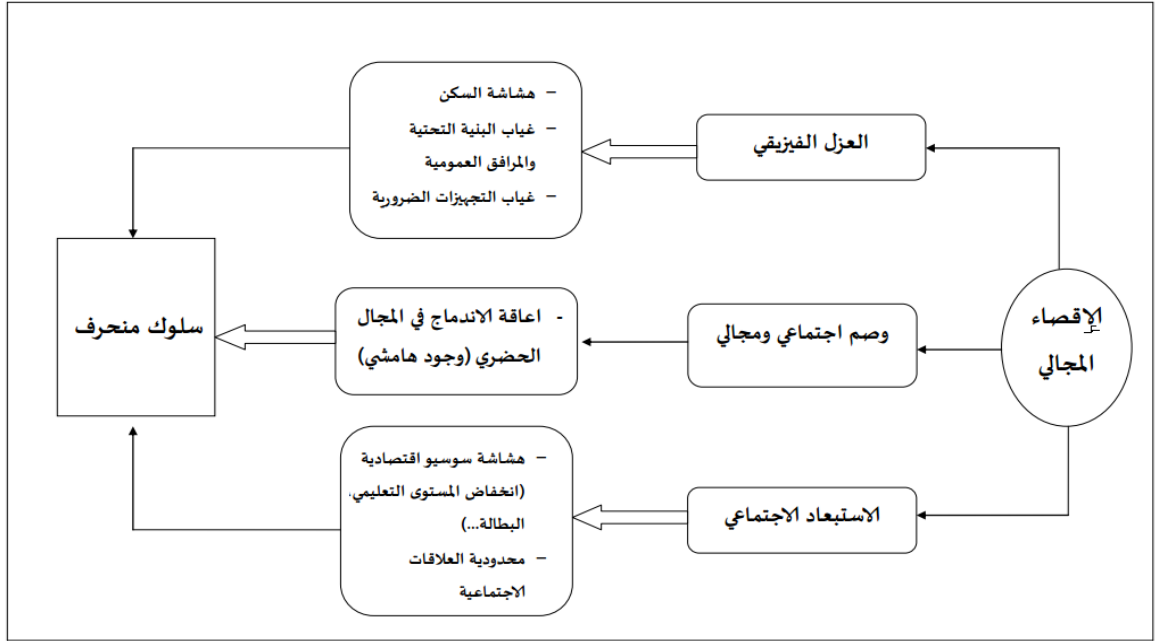 الإقصاء
المجالي
العزل الفيزيقي
– هشاشة السكن
– غياب البنية التحتية
والمرافق العمومية
– غياب التجهيزات الضرورية
وصم اجتماعي ومجالي
- اعاقة الاندماج في المجال
الحضري (وجود هامشي)
الاستبعاد الاجتماعي
– هشاشة سوسيو اقتصادية
(انخفاض المستوى التعليمي،
البطالة...)
– محدودية العلاقات
الاجتماعية
سلوك منحرف